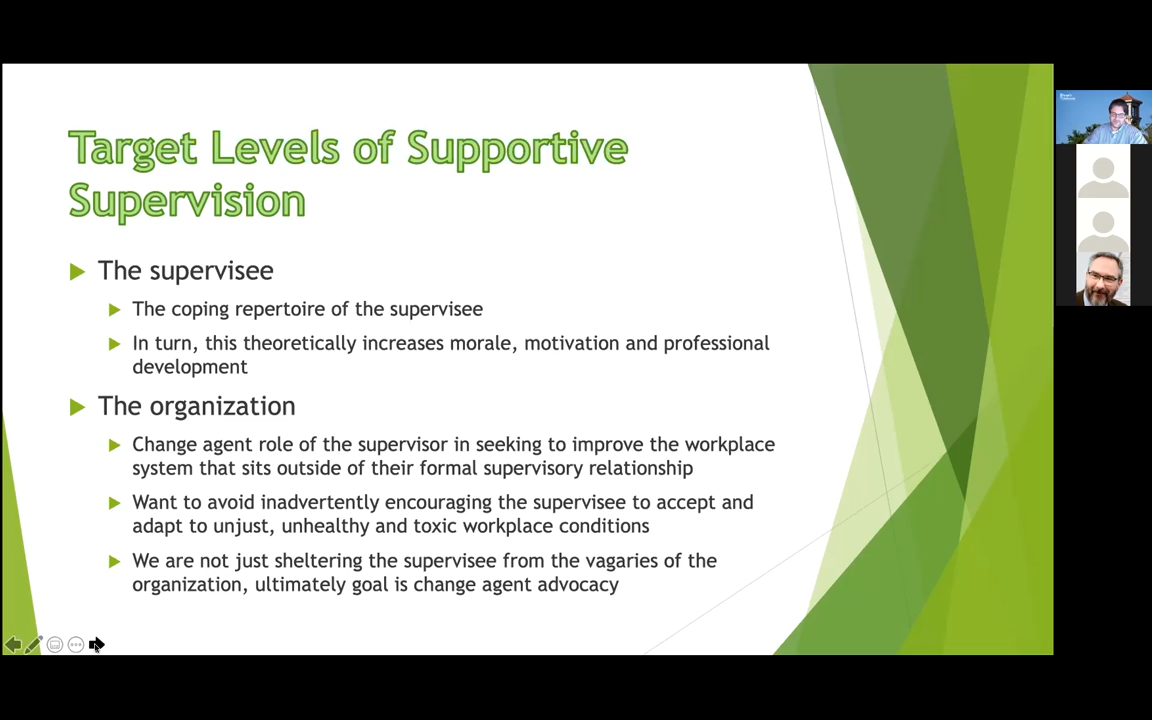 Target Levels of Supportive
Supervision
The supervisee
The coping repertoire of the supervisee
In turn, this theoretically increases morale, motivation and professional
development
The organization
Change agent role of the supervisor in seeking to improve the workplace
system that sits outside of their formal supervisory relationship
Want to avoid inadvertently encouraging the supervisee to accept and
adapt to unjust, unhealthy and toxic workplace conditions
We are not just sheltering the supervisee from the vagaries of the
organization, ultimately goal is change agent advocacy